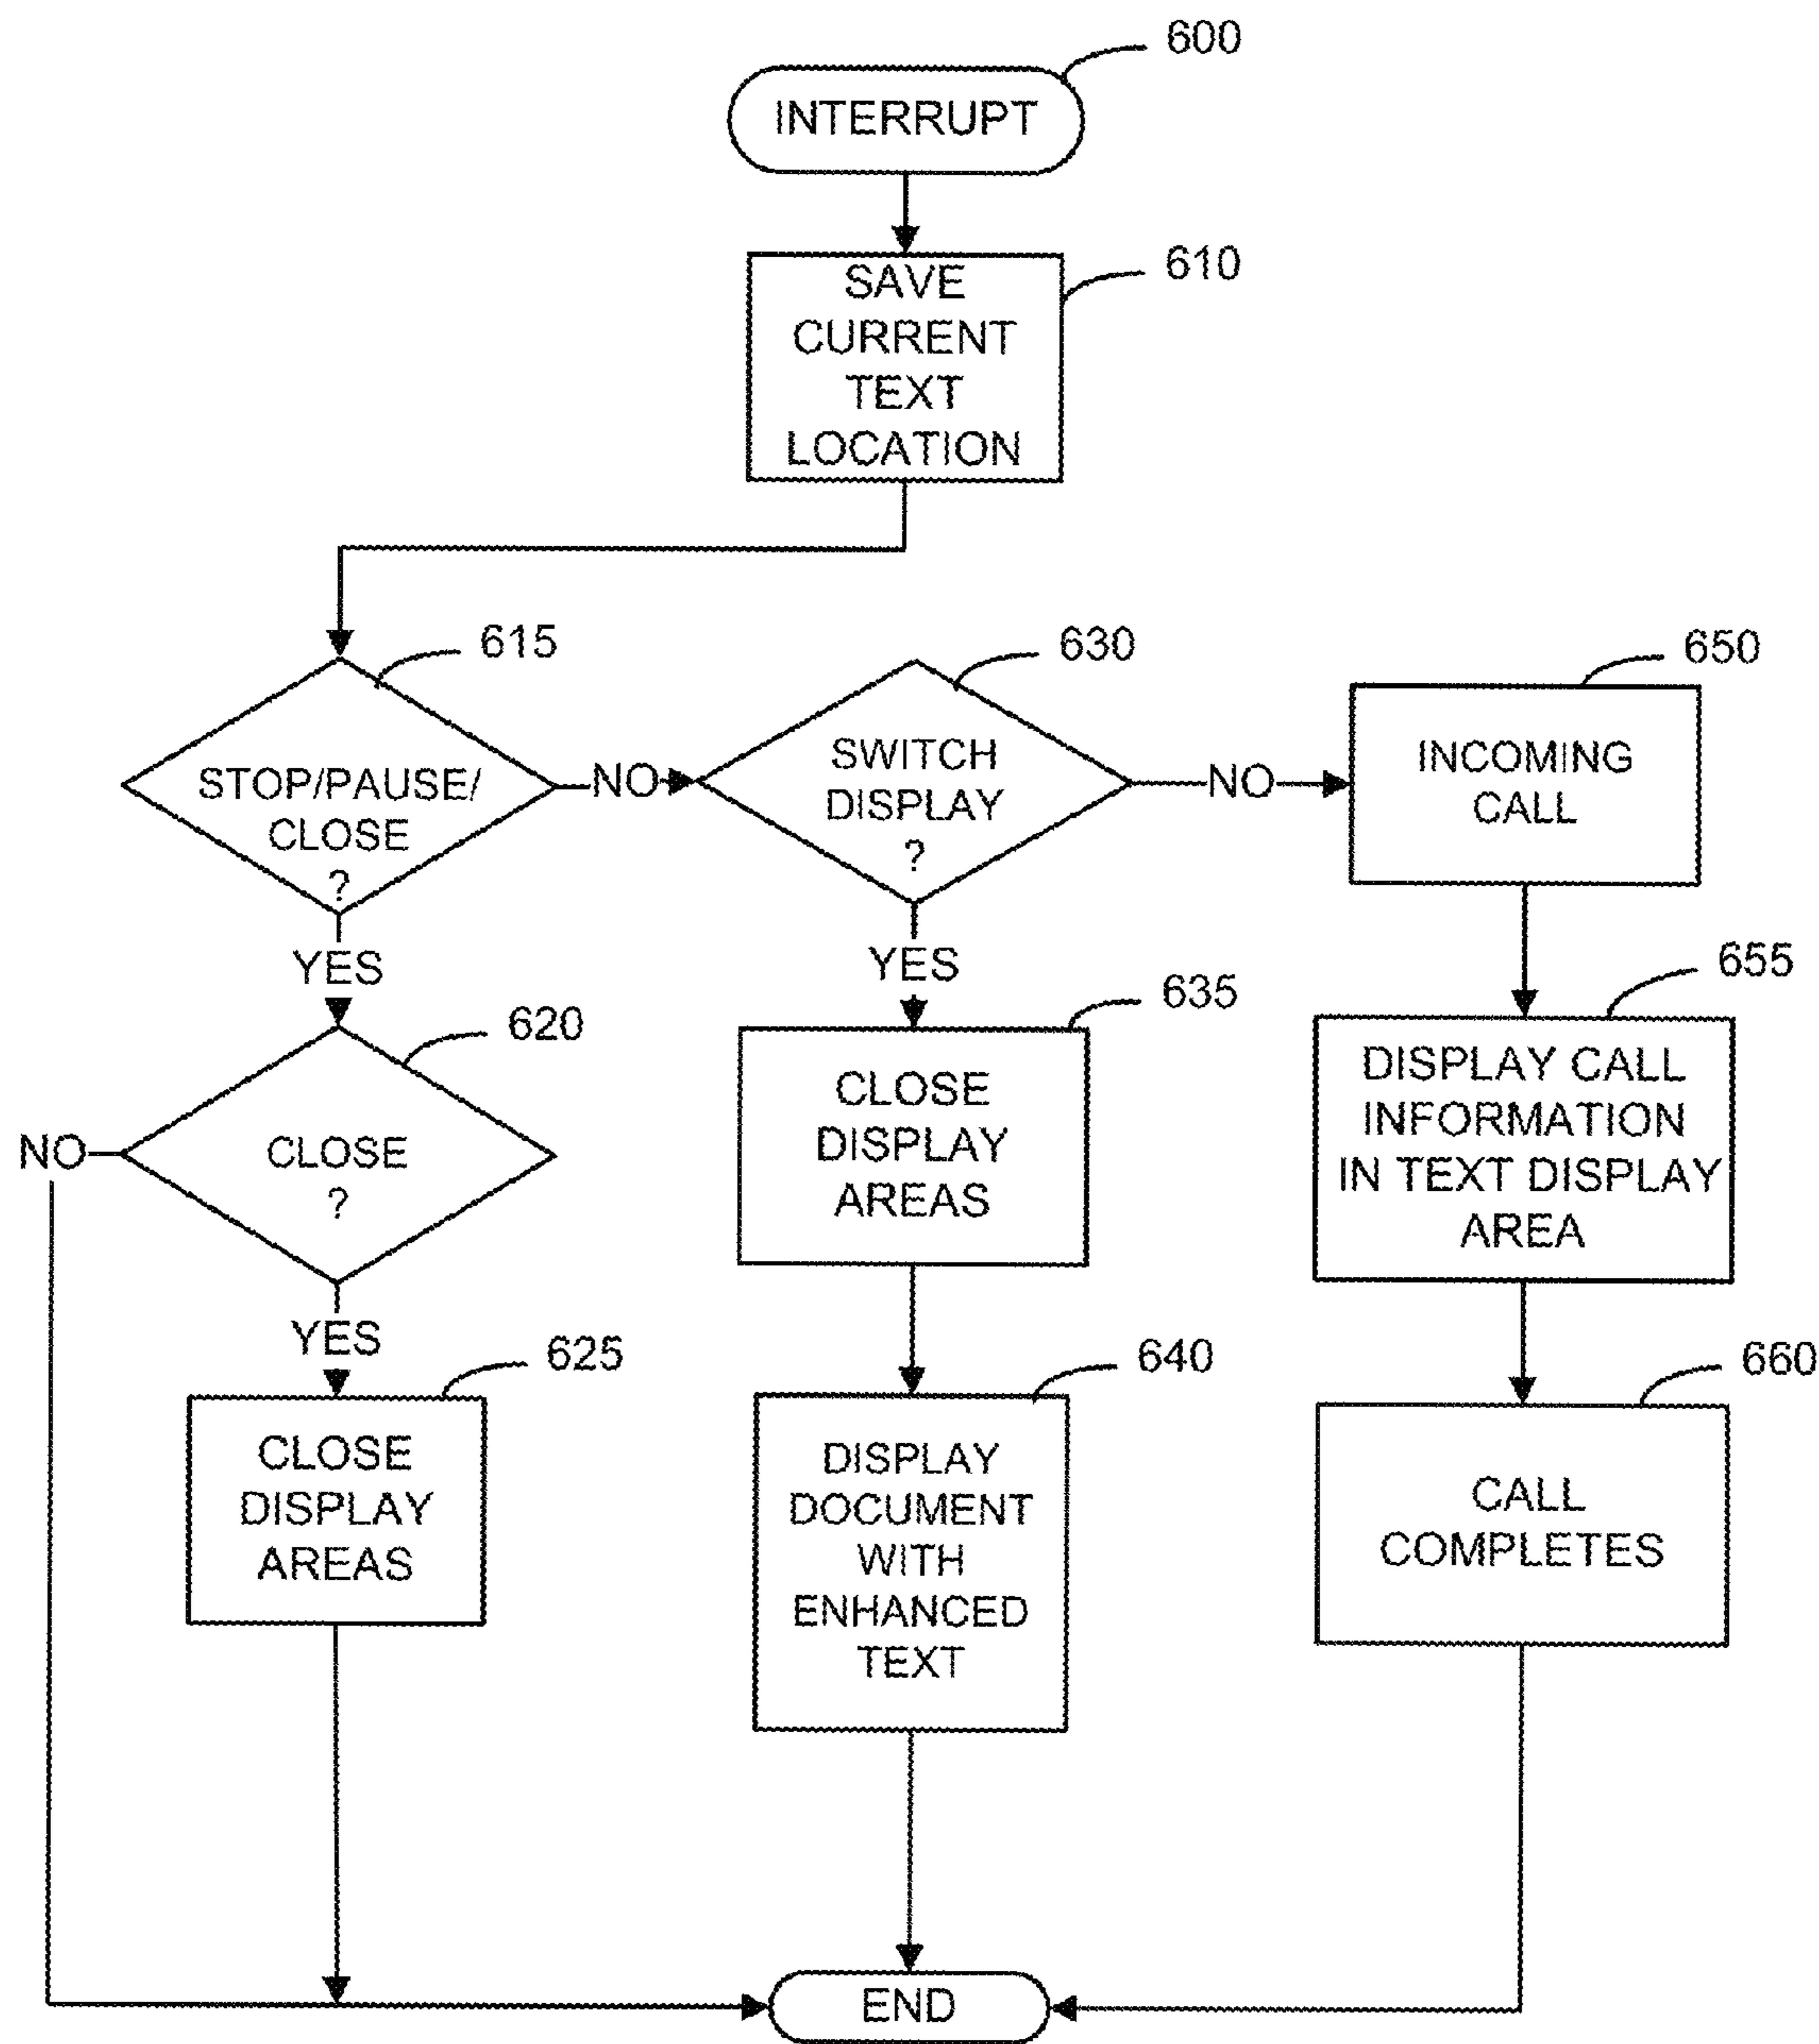 600
INTERRUPT
610
SAVE
CURRENT
TEXT
LOCATION
615
STOP/PAUSE/
CLOSE
?
NO
630
SWITCH
DISPLAY
?
NO
650
INCOMING
CALL
YES
620
CLOSE
?
NO
YES
635
CLOSE
DISPLAY
AREAS
655
DISPLAY CALL
INFORMATION
IN TEXT DISPLAY
AREA
YES
625
CLOSE
DISPLAY
AREAS
640
DISPLAY
DOCUMENT
WITH
ENHANCED
TEXT
660
CALL
COMPLETES
END